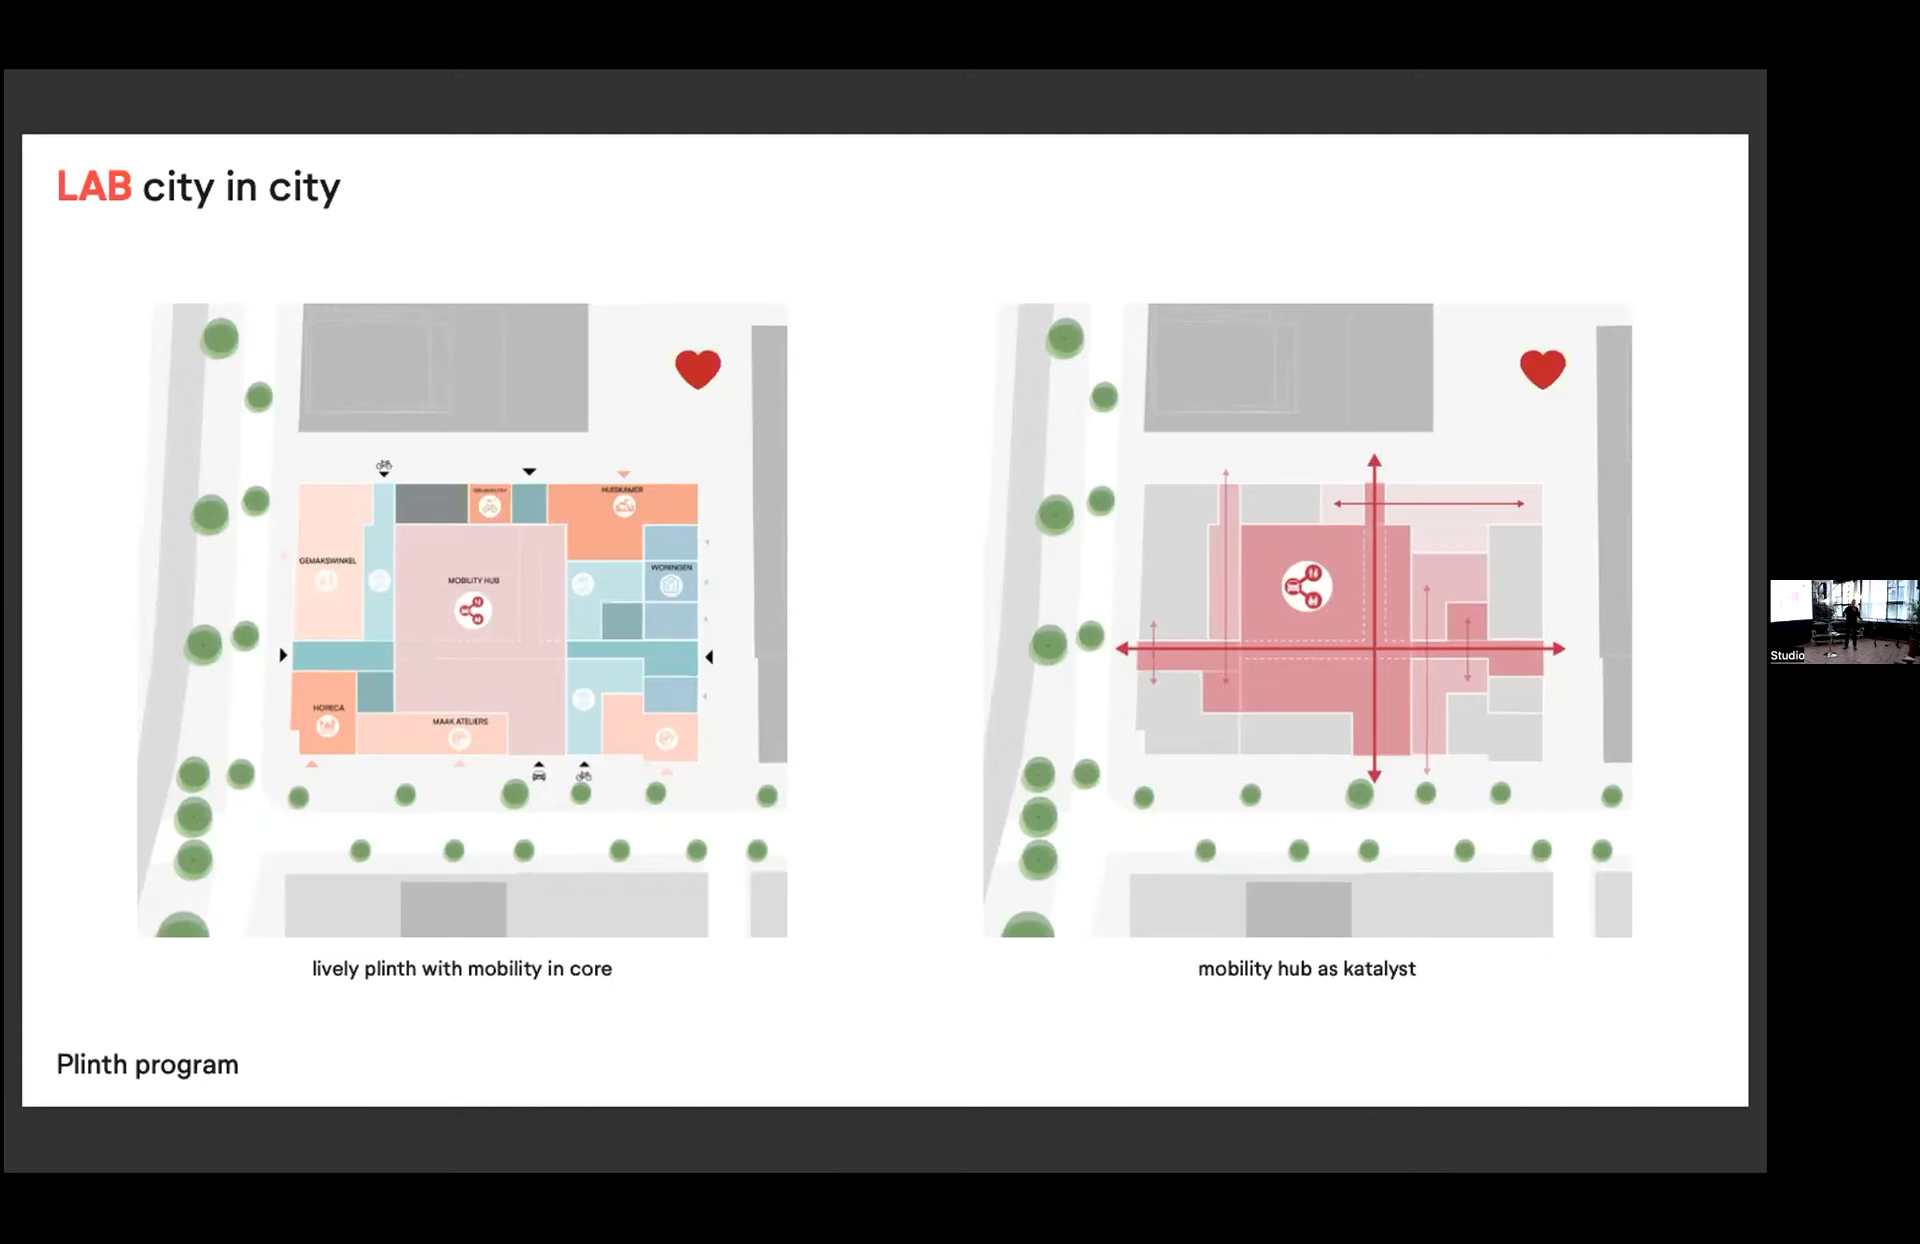 LAB city in city
HUISKAMER
GEMAKSWINKEL
WONINGEN
MOBILITY HUB
HORECA
MAAK ATELIERS
lively plinth with mobility in core
mobility hub as katalyst
Plinth program
Studio